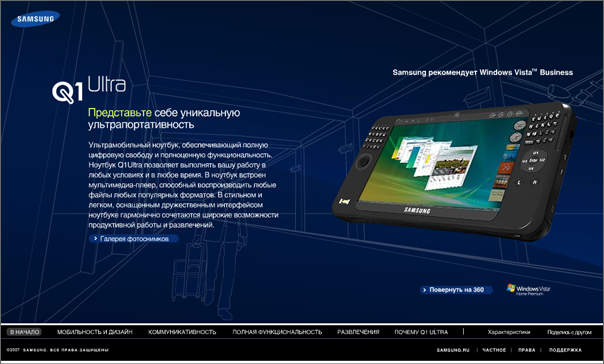 SAMSUNG
Samsung рекомендует Windows Vista™ Business
Q1 Ultra
Представьте себе уникальную
ультрапортативность
Ультрамобильный ноутбук, обеспечивающий полную
цифровую свободу и полноценную функциональность.
Ноутбук Q1Ultra позволяет выполнять вашу работу в
любых условиях и в любое время. В ноутбук встроен
мультимедиа-плеер, способный воспроизводить любые
файлы любых популярных форматов. В стильном и
легком, оснащенным дружественным интерфейсом
ноутбуке гармонично сочетаются широкие возможности
продуктивной работы и развлечений.
Галерея фотоснимков
SAMSUNG
Повернуть на 360
Windows Vista
Home Premium
В НАЧАЛО МОБИЛЬНОСТЬ И ДИЗАЙН КОММУНИКАТИВНОСТЬ ПОЛНАЯ ФУНКЦИОНАЛЬНОСТЬ РАЗВЛЕЧЕНИЯ ПОЧЕМУ Q1 ULTRA Характеристики Поделись с другом
©2007 SAMSUNG. ВСЕ ПРАВА ЗАЩИЩЕНЫ SAMSUNG.RU ЧАСТНОЕ ПРАВА ПОДДЕРЖКА